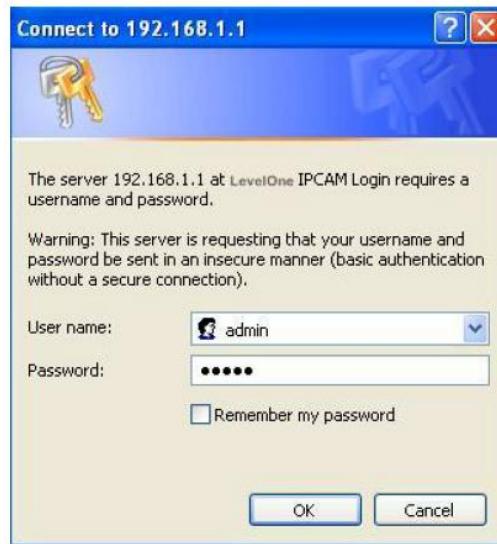 Connect to 192.168.1.1
The server 192.168.1.1 at LevelOne IPCAM Login requires a
username and password.
Warning: This server is requesting that your username and
password be sent in an insecure manner (basic authentication
without a secure connection).
User name:
admin
Password:
•••••
Remember my password
OK
Cancel